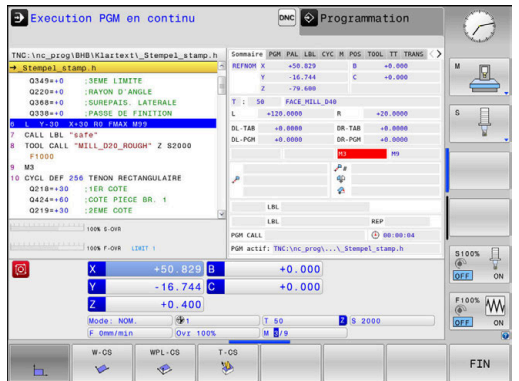 Execution PGM en continu
DNC
Programmation
TNC:\nc_prog\BHB\Klartext\_Stempel_stamp.h
→_Stempel_stamp.h
Q349=+0 ;3EME LIMITE
Q220=+0 ;RAYON D'ANGLE
Q368=+0 ;SUREPAIS. LATERALE
Q338=+0 ;PASSE DE FINITION
6 L Y-30 X+30 R0 FMAX M99
7 CALL LBL "safe"
8 TOOL CALL "MILL_D20_ROUGH" Z S2000
F1000
9 M3
10 CYCL DEF 256 TENON RECTANGULAIRE
Q218=+30 ;1ER COTE
Q424=+60 ;COTE PIECE BR. 1
Q219=+30 ;2EME COTE
100% S-OVR
100% F-OVR LIMIT 1
Sommaire PGM PAL LBL CYC M POS TOOL TT TRANS
REFNOM X +50.829 B +0.000
Y -16.744 C +0.000
Z -79.600
T : 50 FACE_MILL_D40
L +120.0000 R +20.0000
DL-TAB +0.0000 DR-TAB +0.0000
DL-PGM +0.0000 DR-PGM +0.0000
M3 M9
P #
LBL
LBL REP
PGM CALL 00:00:04
PGM actif: TNC:\nc_prog\...\_Stempel_stamp.h
X +50.829 B +0.000
Y -16.744 C +0.000
Z +0.400
Mode: NOM. 1 T 50 Z S 2000
F 0mm/min Ovr 100% M 3/9
M
S
S100%
OFF ON
F100%
OFF ON
W-CS
WPL-CS
T-CS
FIN